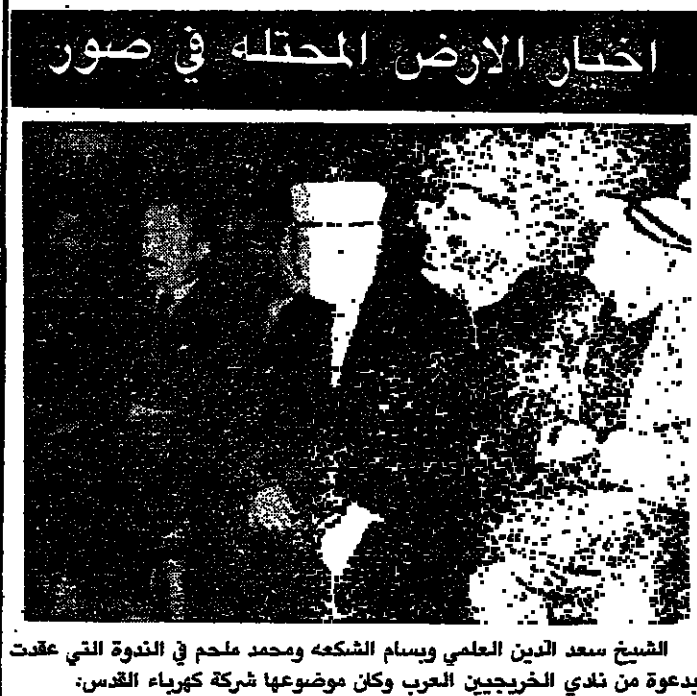 اخبار الارض المحتله في صور
الشيخ سعد الدين العلمي وبسام الشكعه ومحمد ملحم في الندوة التي عقدت
بدعوة من نادي الخريجيين العرب وكان موضوعها شركة كهرباء القدس.